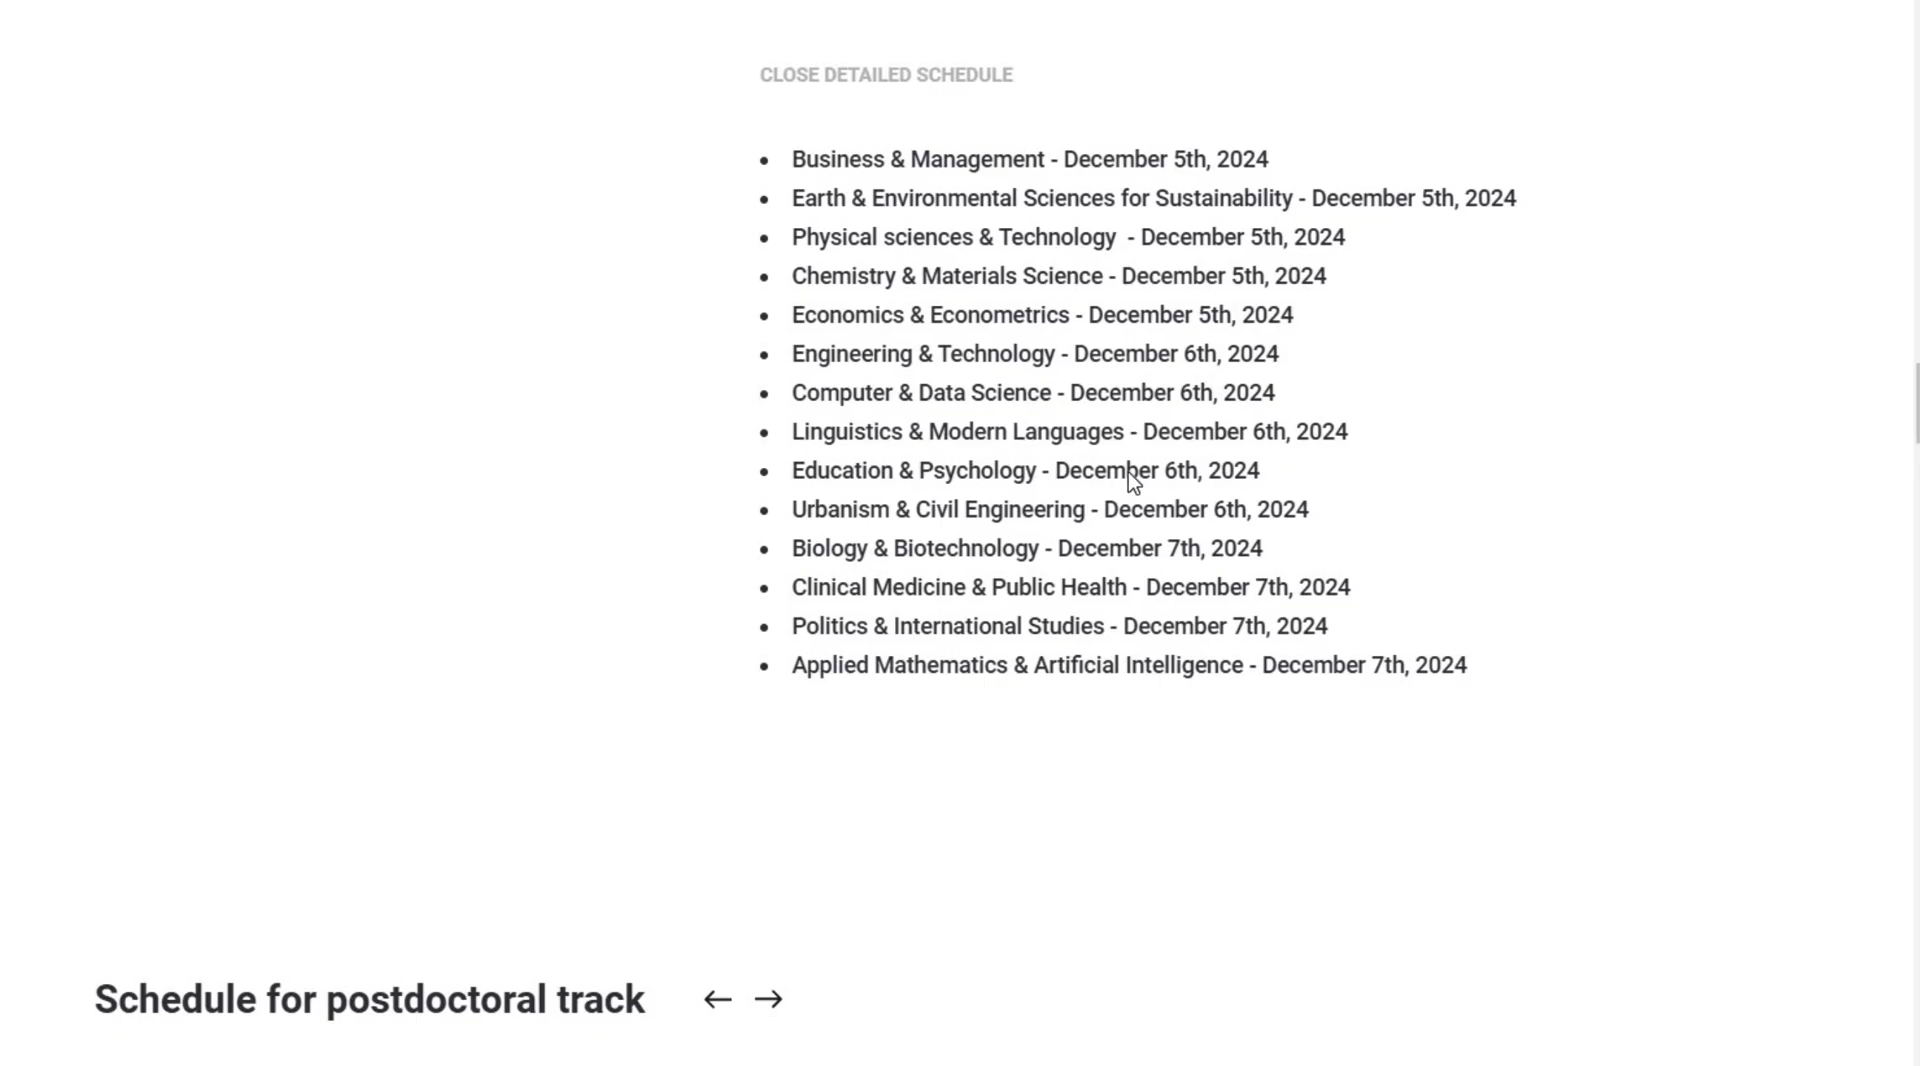 CLOSE DETAILED SCHEDULE
• Business & Management - December 5th, 2024
• Earth & Environmental Sciences for Sustainability - December 5th, 2024
• Physical sciences & Technology  - December 5th, 2024
• Chemistry & Materials Science - December 5th, 2024
• Economics & Econometrics - December 5th, 2024
• Engineering & Technology - December 6th, 2024
• Computer & Data Science - December 6th, 2024
• Linguistics & Modern Languages - December 6th, 2024
• Education & Psychology - December 6th, 2024
• Urbanism & Civil Engineering - December 6th, 2024
• Biology & Biotechnology - December 7th, 2024
• Clinical Medicine & Public Health - December 7th, 2024
• Politics & International Studies - December 7th, 2024
• Applied Mathematics & Artificial Intelligence - December 7th, 2024
Schedule for postdoctoral track ← →